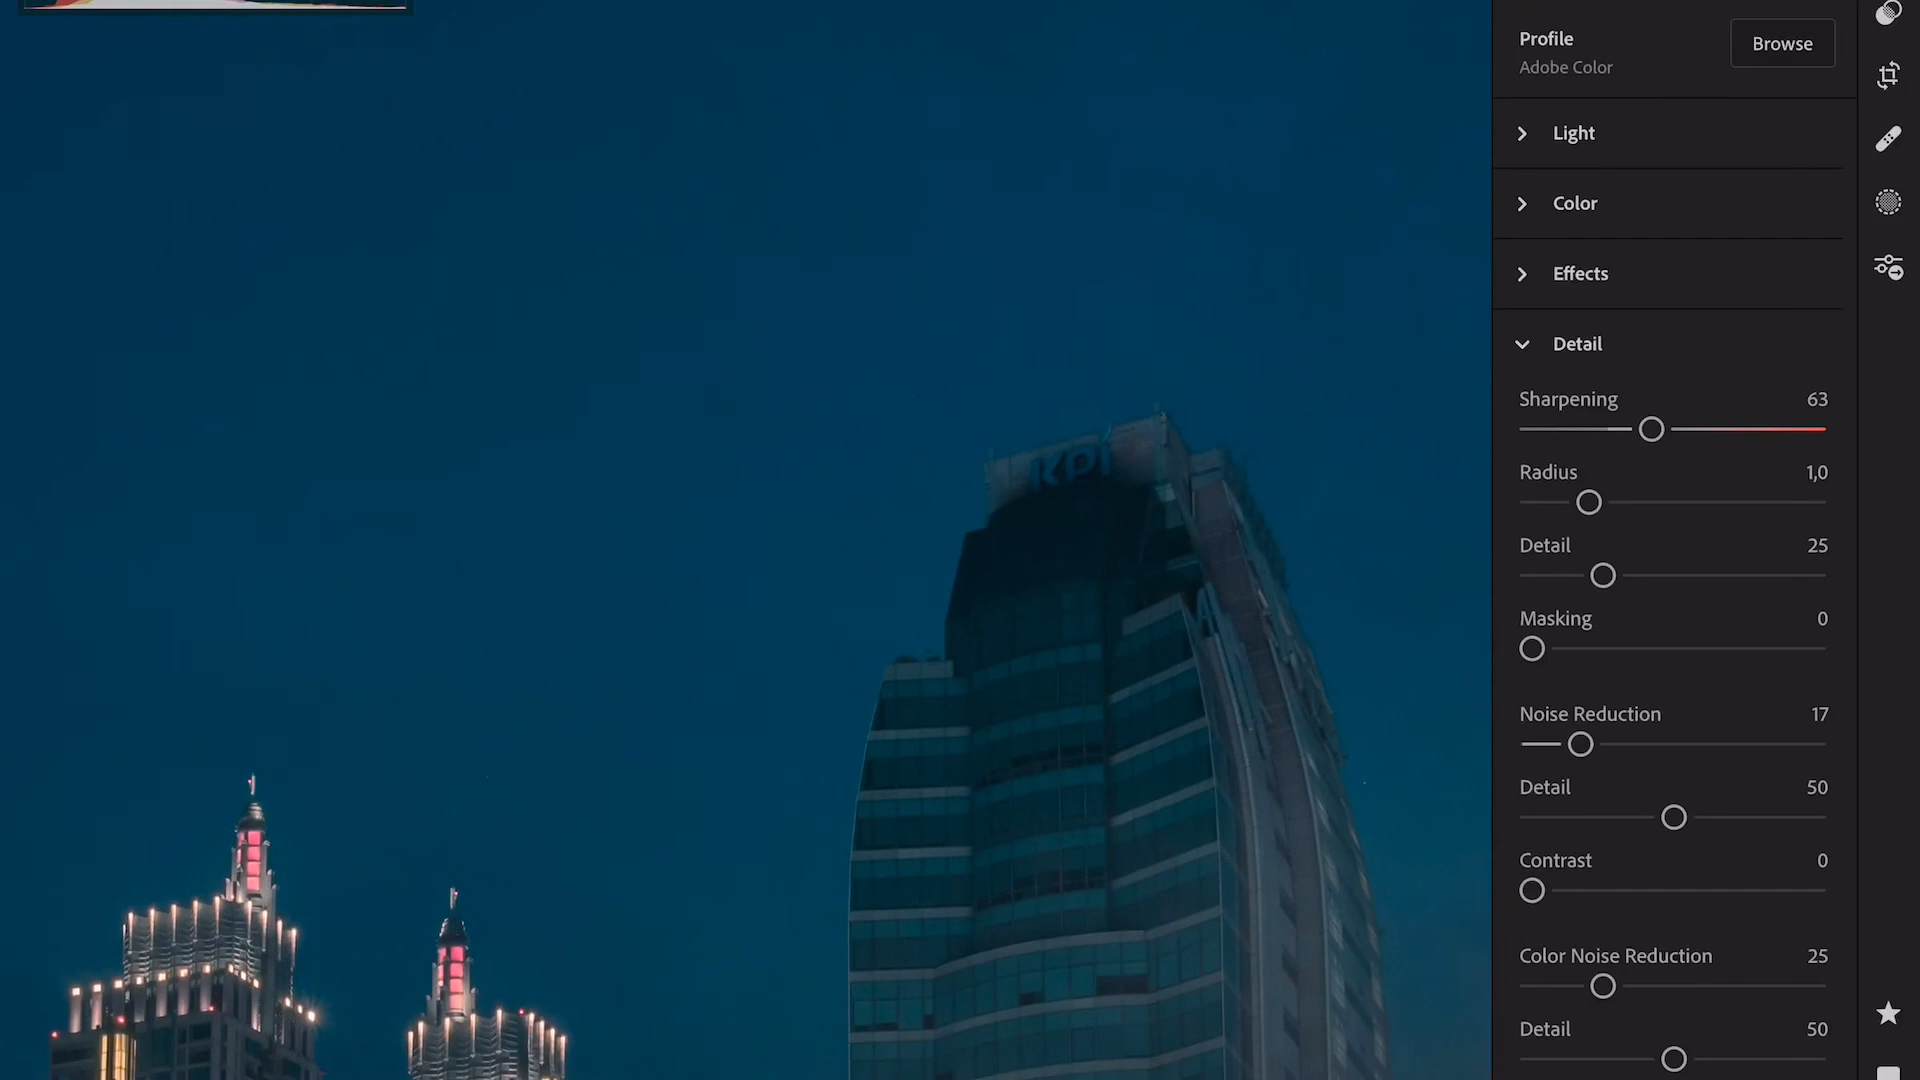 Profile
Browse
Adobe Color
Light
Color
Effects
Detail
Sharpening 63
Radius 1,0
Detail 25
Masking 0
Noise Reduction 17
Detail 50
Contrast 0
Color Noise Reduction 25
Detail 50
KPI